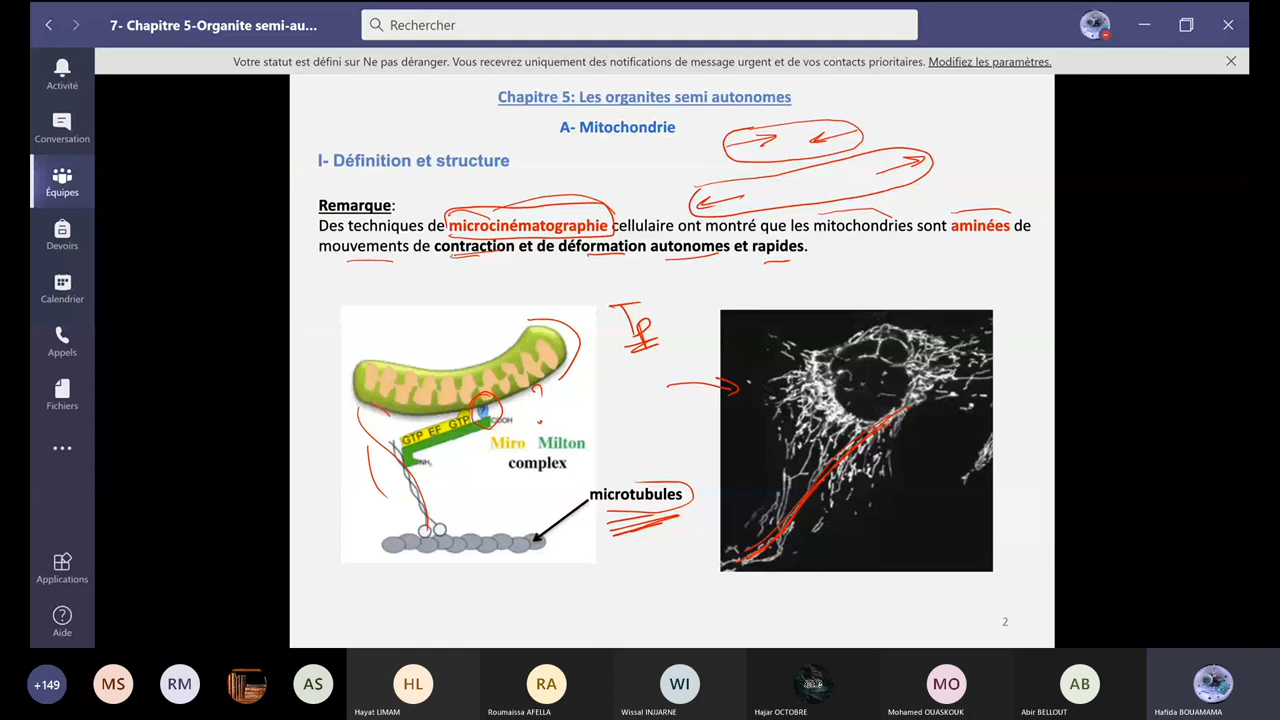 7- Chapitre 5-Organite semi-au...
Rechercher
Votre statut est défini sur Ne pas déranger. Vous recevrez uniquement des notifications de message urgent et de vos contacts prioritaires. Modifiez les paramètres.
Activité
Conversation
Équipes
Devoirs
Calendrier
Appels
Fichiers
Applications
Aide
Chapitre 5: Les organites semi autonomes
A- Mitochondrie
I- Définition et structure
Remarque:
Des techniques de microcinématographie cellulaire ont montré que les mitochondries sont aminées de
mouvements de contraction et de déformation autonomes et rapides.
TP
?
GTP EF GTP
COOH
NH₂
Miro Milton
complex
microtubules
2
+149
MS
RM
AS
HL
Hayat LIMAM
RA
Roumaissa AFELLA
WI
Wissal INJJARNE
Hajar OCTOBRE
MO
Mohamed OUASKOUK
AB
Abir BELLOUT
Hafida BOUAMAMA